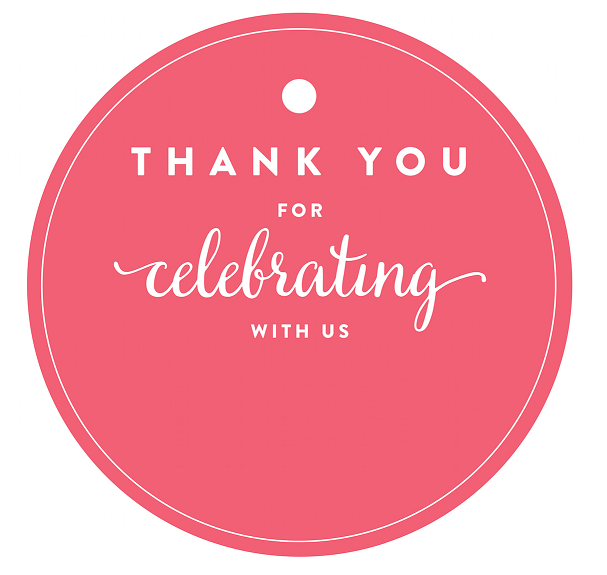 THANK YOU
FOR
celebrating
WITH US